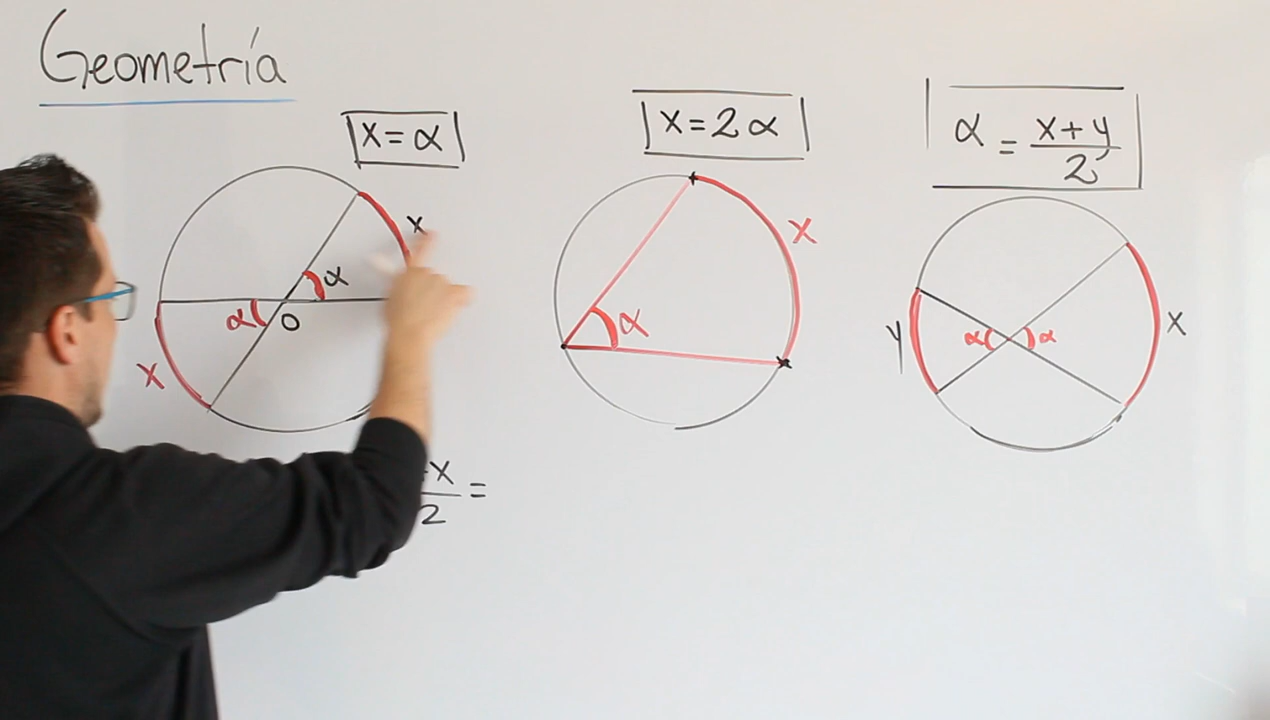 Geometría
x = α
x = 2α
α = x + y / 2
x
α
α
O
x
x
α
y
α
α
x
x / 2 =